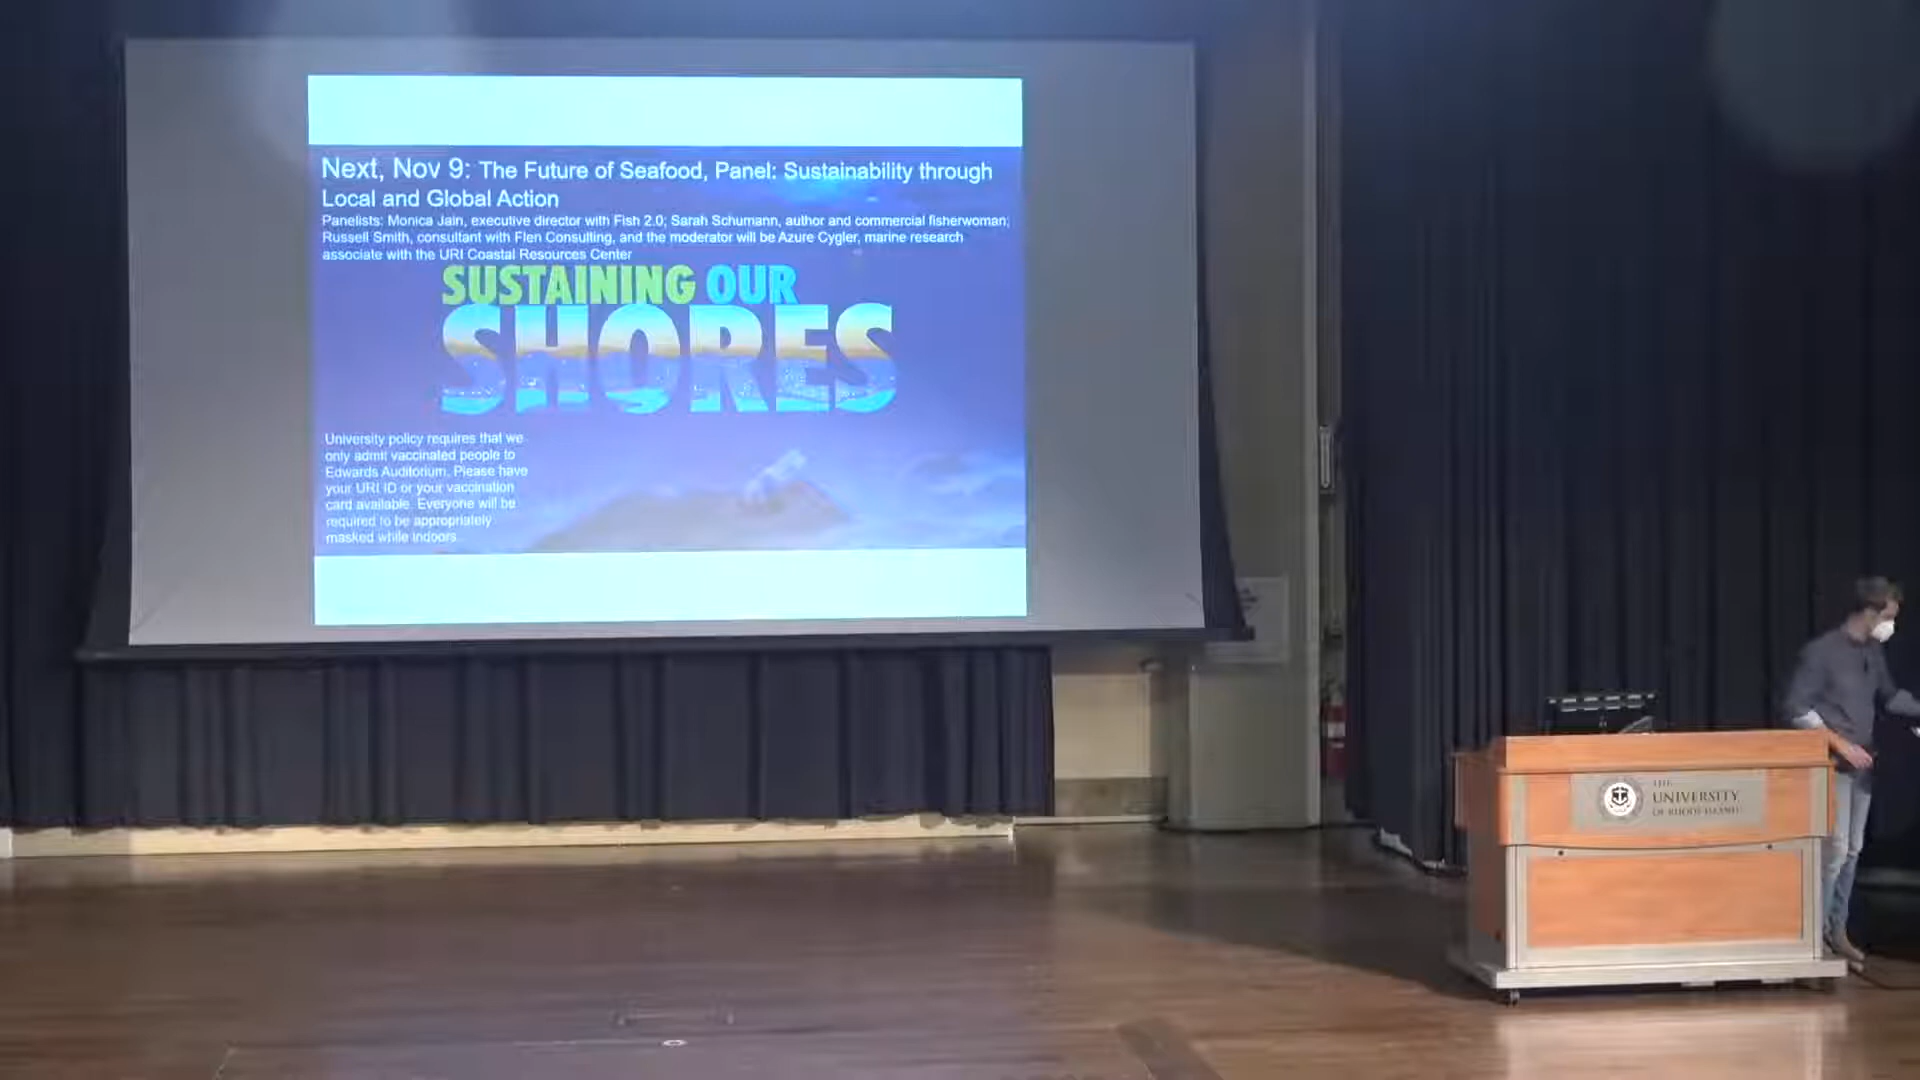 Next, Nov 9: The Future of Seafood, Panel: Sustainability through
Local and Global Action
Panelists: Monica Jain, executive director with Fish 2.0; Sarah Schumann, author and commercial fisherwoman;
Russell Smith, consultant with Flen Consulting, and the moderator will be Azure Cygler, marine research
associate with the URI Coastal Resources Center
SUSTAINING OUR
SHORES
University policy requires that we
only admit vaccinated people to
Edwards Auditorium. Please have
your URI ID or your vaccination
card available. Everyone will be
required to be appropriately
masked while indoors.
THE
UNIVERSITY
OF RHODE ISLAND